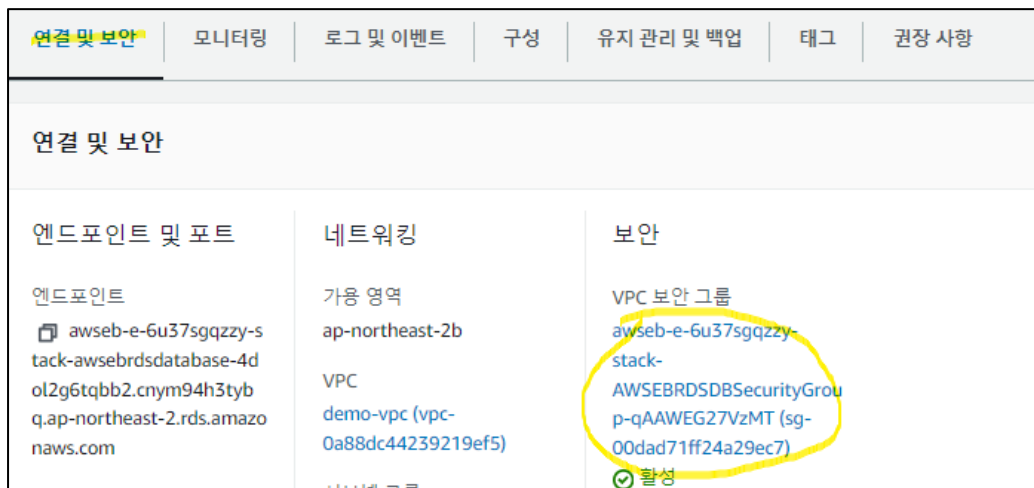 연결 및 보안
모니터링
로그 및 이벤트
구성
유지 관리 및 백업
태그
권장 사항
연결 및 보안
엔드포인트 및 포트
엔드포인트
awseb-e-6u37sgqzzy-s
tack-awsebrdsdatabase-4d
ol2g6tqbb2.cnym94h3tyb
q.ap-northeast-2.rds.amazo
naws.com
네트워킹
가용 영역
ap-northeast-2b
VPC
demo-vpc (vpc-
0a88dc44239219ef5)
보안
VPC 보안 그룹
awseb-e-6u37sgqzzy-
stack-
AWSEBRDSDBSecurityGrou
p-qAAWEG27VzMT (sg-
00dad71ff24a29ec7)
활성